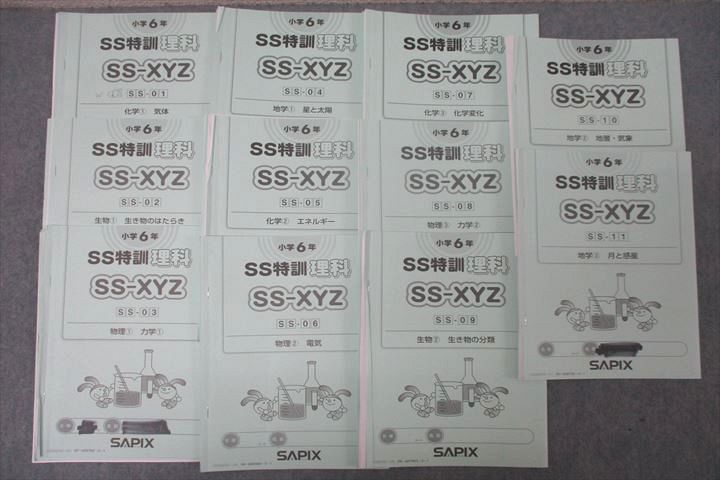 小学6年
SS特訓理科
SS-XYZ
SS-01
化学① 気体
小学6年
SS特訓理科
SS-XYZ
SS-02
生物① 生き物のはたらき
小学6年
SS特訓理科
SS-XYZ
SS-03
物理① 力学①
SAPIX
小学6年
SS特訓理科
SS-XYZ
SS-04
地学① 星と太陽
小学6年
SS特訓理科
SS-XYZ
SS-05
化学② エネルギー
小学6年
SS特訓理科
SS-XYZ
SS-06
物理② 電気
SAPIX
小学6年
SS特訓理科
SS-XYZ
SS-07
化学③ 化学変化
小学6年
SS特訓理科
SS-XYZ
SS-08
物理③ 力学②
小学6年
SS特訓理科
SS-XYZ
SS-09
生物② 生き物の分類
SAPIX
小学6年
SS特訓理科
SS-XYZ
SS-10
地学② 地層・気象
小学6年
SS特訓理科
SS-XYZ
SS-11
地学③ 月と惑星
SAPIX